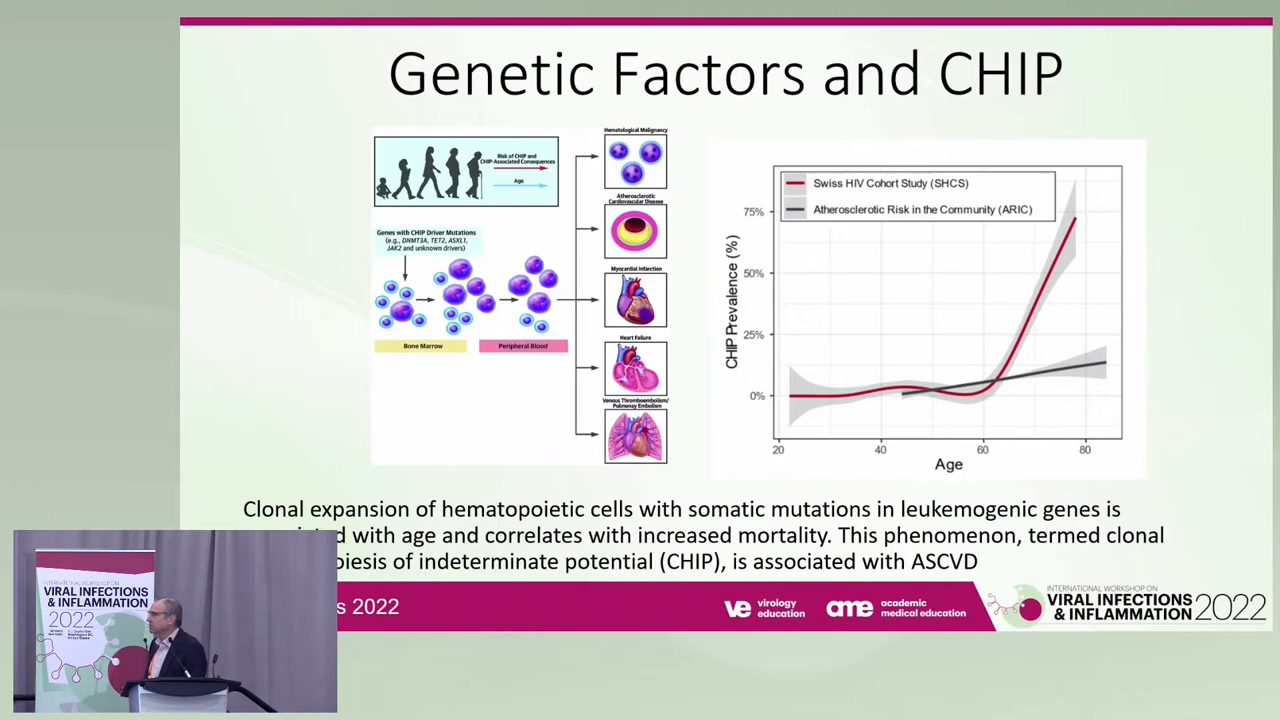 Genetic Factors and CHIP
Risk of CHIP and
CHIP-Associated Consequences
Age
Genes with CHIP Driver Mutations
(e.g., DNMT3A, TET2, ASXL1,
JAK2 and unknown drivers)
Bone Marrow
Peripheral Blood
Hematological Malignancy
Atherosclerotic
Cardiovascular Disease
Myocardial Infarction
Heart Failure
Venous Thromboembolism/
Pulmonary Embolism
Swiss HIV Cohort Study (SHCS)
Atherosclerotic Risk in the Community (ARIC)
CHIP Prevalence (%)
75%
50%
25%
0%
20
40
60
80
Age
Clonal expansion of hematopoietic cells with somatic mutations in leukemogenic genes is
with age and correlates with increased mortality. This phenomenon, termed clonal
of indeterminate potential (CHIP), is associated with ASCVD
2022
ve virology
education
ame academic
medical education
INTERNATIONAL WORKSHOP ON
VIRAL INFECTIONS
& INFLAMMATION 2022
INTERNATIONAL WORKSHOP ON
VIRAL INFECTIONS
& INFLAMMATION
2022